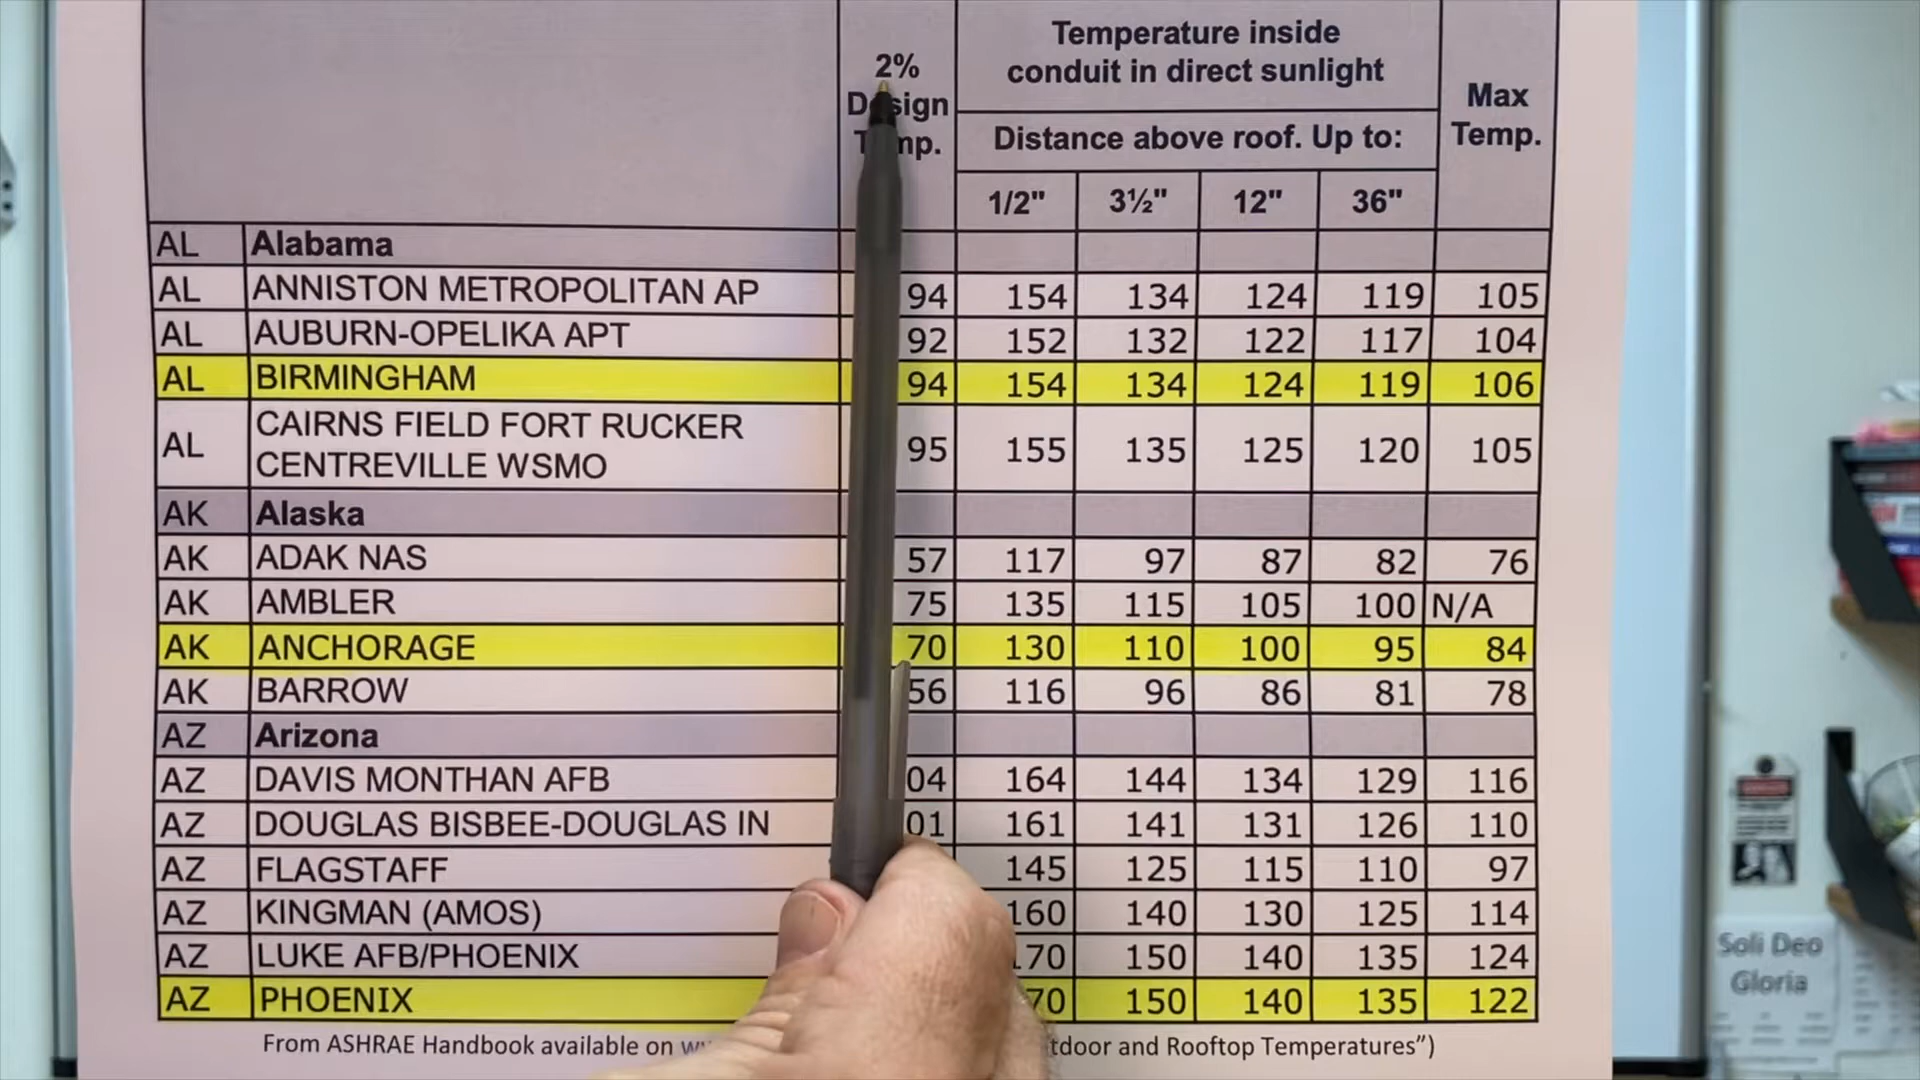 2%
Design
Temp.
Temperature inside
conduit in direct sunlight
Distance above roof. Up to:
1/2" 3½" 12" 36"
Max
Temp.
AL Alabama
AL ANNISTON METROPOLITAN AP 94 154 134 124 119 105
AL AUBURN-OPELIKA APT 92 152 132 122 117 104
AL BIRMINGHAM 94 154 134 124 119 106
AL CAIRNS FIELD FORT RUCKER
CENTREVILLE WSMO 95 155 135 125 120 105
AK Alaska
AK ADAK NAS 57 117 97 87 82 76
AK AMBLER 75 135 115 105 100 N/A
AK ANCHORAGE 70 130 110 100 95 84
AK BARROW 56 116 96 86 81 78
AZ Arizona
AZ DAVIS MONTHAN AFB 04 164 144 134 129 116
AZ DOUGLAS BISBEE-DOUGLAS IN 01 161 141 131 126 110
AZ FLAGSTAFF 145 125 115 110 97
AZ KINGMAN (AMOS) 160 140 130 125 114
AZ LUKE AFB/PHOENIX 70 150 140 135 124
AZ PHOENIX 70 150 140 135 122
From ASHRAE Handbook available on tdoor and Rooftop Temperatures")
Soli Deo
Gloria